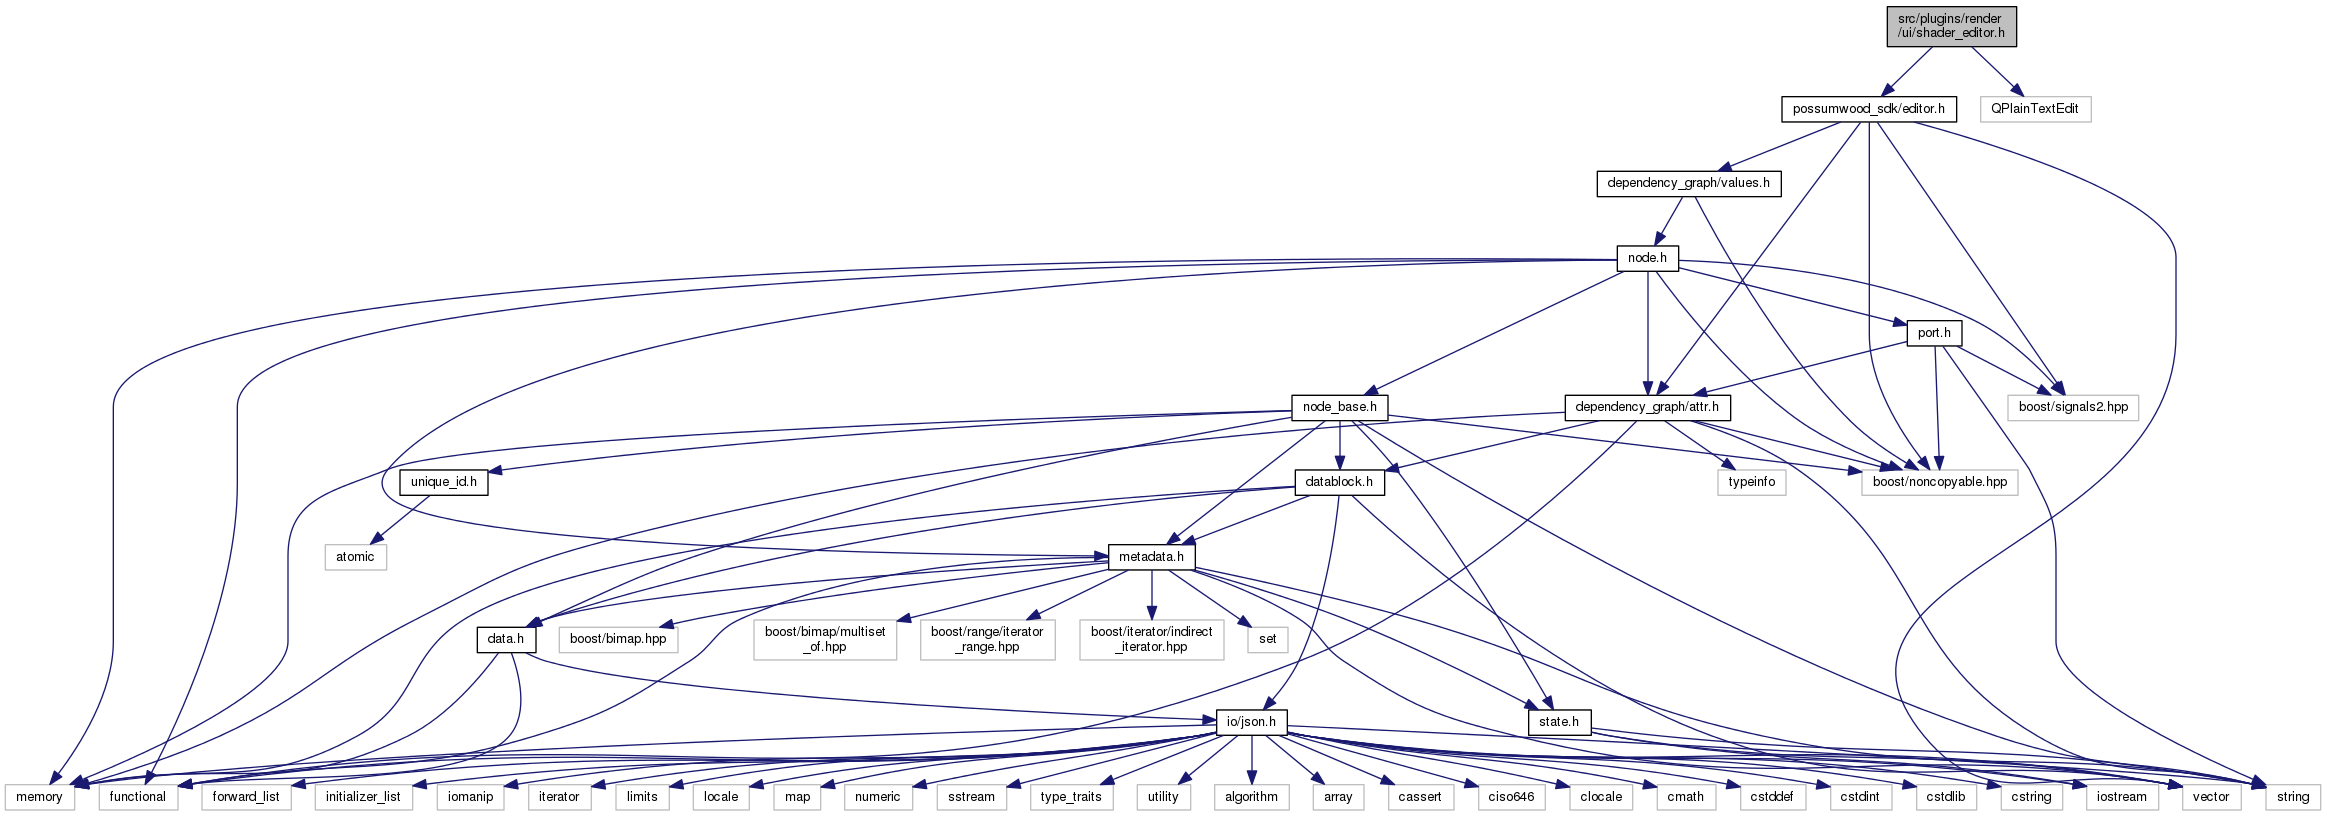 src/plugins/render
/ui/shader_editor.h
possumwood_sdk/editor.h
QPlainTextEdit
dependency_graph/values.h
node.h
port.h
node_base.h
dependency_graph/attr.h
boost/signals2.hpp
unique_id.h
datablock.h
typeinfo
boost/noncopyable.hpp
atomic
metadata.h
data.h
boost/bimap.hpp
boost/bimap/multiset
_of.hpp
boost/range/iterator
_range.hpp
boost/iterator/indirect
_iterator.hpp
set
io/json.h
state.h
memory
functional
forward_list
initializer_list
iomanip
iterator
limits
locale
map
numeric
sstream
type_traits
utility
algorithm
array
cassert
ciso646
clocale
cmath
cstddef
cstdint
cstdlib
cstring
iostream
vector
string